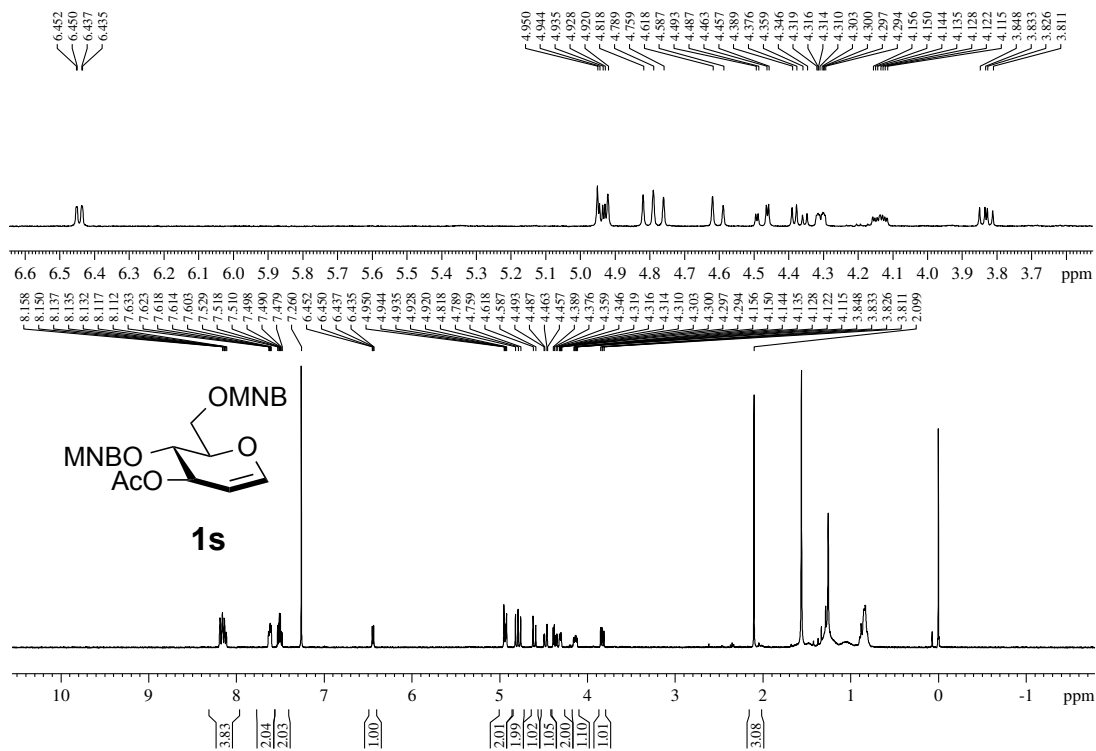 6.452 6.450 6.437 6.435 4.950 4.944 4.935 4.928 4.920 4.818 4.789 4.759 4.618 4.587 4.493 4.487 4.463 4.457 4.389 4.376 4.359 4.346 4.319 4.316 4.314 4.310 4.303 4.300 4.297 4.294 4.156 4.150 4.144 4.135 4.128 4.122 4.115 3.848 3.833 3.826 3.811
6.6 6.5 6.4 6.3 6.2 6.1 6.0 5.9 5.8 5.7 5.6 5.5 5.4 5.3 5.2 5.1 5.0 4.9 4.8 4.7 4.6 4.5 4.4 4.3 4.2 4.1 4.0 3.9 3.8 3.7 ppm
8.158 8.150 8.137 8.135 8.132 8.117 8.112 7.633 7.623 7.618 7.614 7.603 7.529 7.518 7.510 7.498 7.490 7.479 7.260 6.452 6.450 6.437 6.435 4.950 4.944 4.935 4.928 4.920 4.818 4.789 4.759 4.618 4.587 4.493 4.487 4.463 4.457 4.389 4.376 4.359 4.346 4.319 4.316 4.314 4.310 4.303 4.300 4.297 4.294 4.156 4.150 4.144 4.135 4.128 4.122 4.115 3.848 3.833 3.826 3.811 2.099
OMNB
MNBO
O
AcO
1s
10 9 8 7 6 5 4 3 2 1 0 -1 ppm
3.83 2.04 2.03 1.00 2.01 1.99 1.02 1.05 2.00 1.10 1.01 3.08